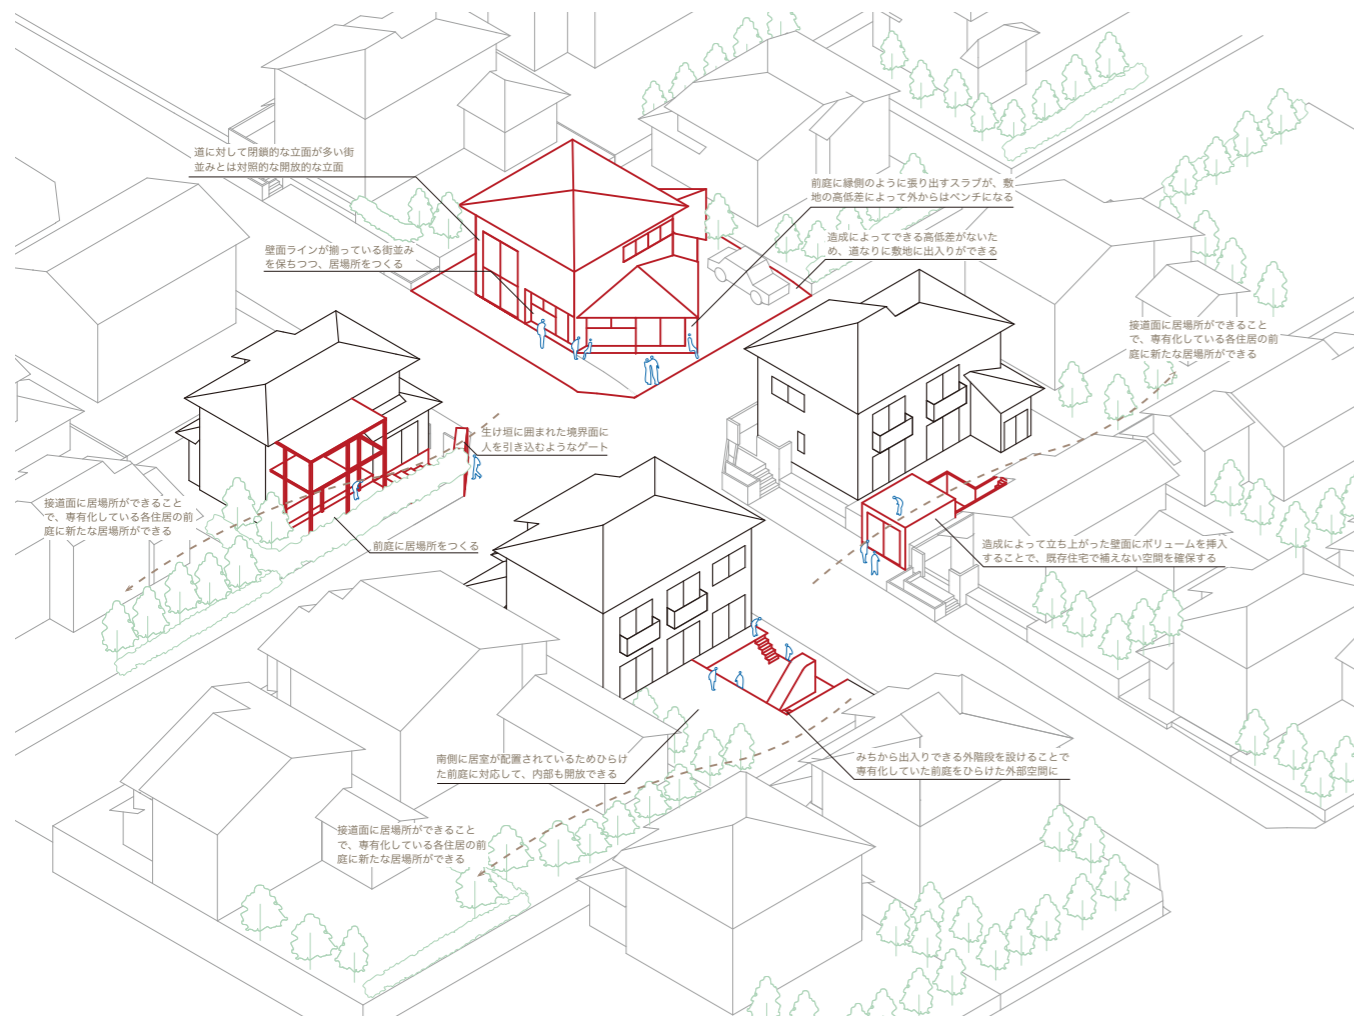 道に対して閉鎖的な立面が多い街
並みとは対照的な開放的な立面
前庭に縁側のように張り出すスラブが、敷
地の高低差によって外からはベンチになる
壁面ラインが揃っている街並み
を保ちつつ、居場所をつくる
造成によってできる高低差がないた
め、道なりに敷地に出入りができる
接道面に居場所ができること
で、専有化している各住居の前
庭に新たな居場所ができる
生け垣に囲まれた境界面に
人を引き込むようなゲート
接道面に居場所ができること
で、専有化している各住居の前
庭に新たな居場所ができる
前庭に居場所をつくる
造成によって立ち上がった壁面にボリュームを挿入
することで、既存住宅で補えない空間を確保する
南側に居室が配置されているためひらけ
た前庭に対応して、内部も開放できる
みちから出入りできる外階段を設けることで
専有化していた前庭をひらけた外部空間に
接道面に居場所ができること
で、専有化している各住居の前
庭に新たな居場所ができる